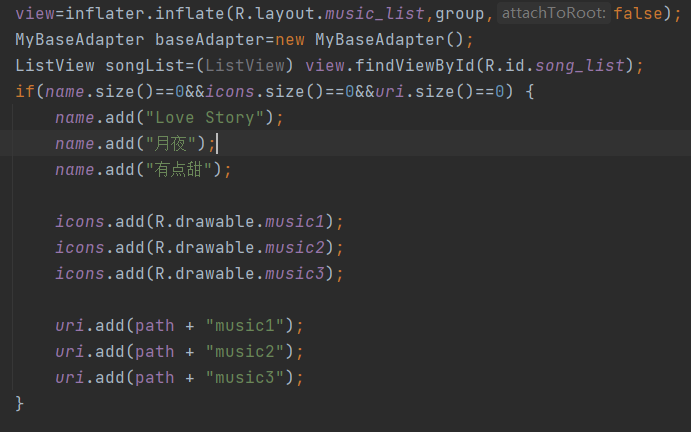 view=inflater.inflate(R.layout.music_list,group, attachToRoot: false);
MyBaseAdapter baseAdapter=new MyBaseAdapter();
ListView songList=(ListView) view.findViewById(R.id.song_list);
if(name.size()==0&&icons.size()==0&&uri.size()==0) {
name.add("Love Story");
name.add("月夜");
name.add("有点甜");
icons.add(R.drawable.music1);
icons.add(R.drawable.music2);
icons.add(R.drawable.music3);
uri.add(path + "music1");
uri.add(path + "music2");
uri.add(path + "music3");
}